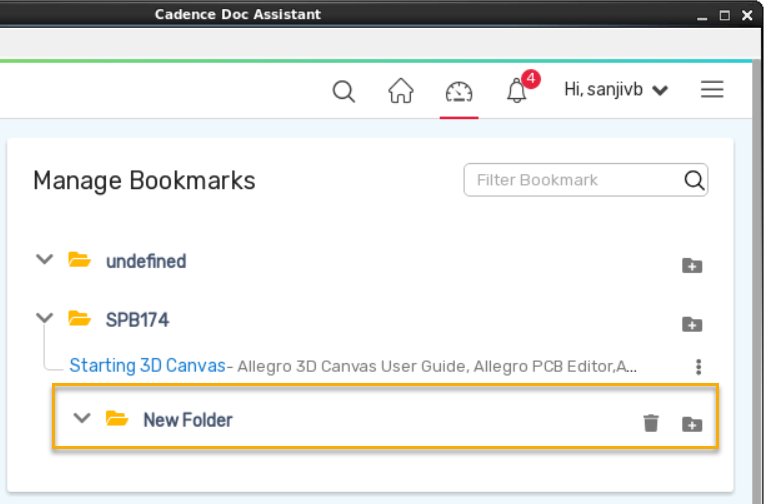 Cadence Doc Assistant
4
Hi, sanjivb
Manage Bookmarks
Filter Bookmark
undefined
SPB174
Starting 3D Canvas- Allegro 3D Canvas User Guide, Allegro PCB Editor,A...
New Folder